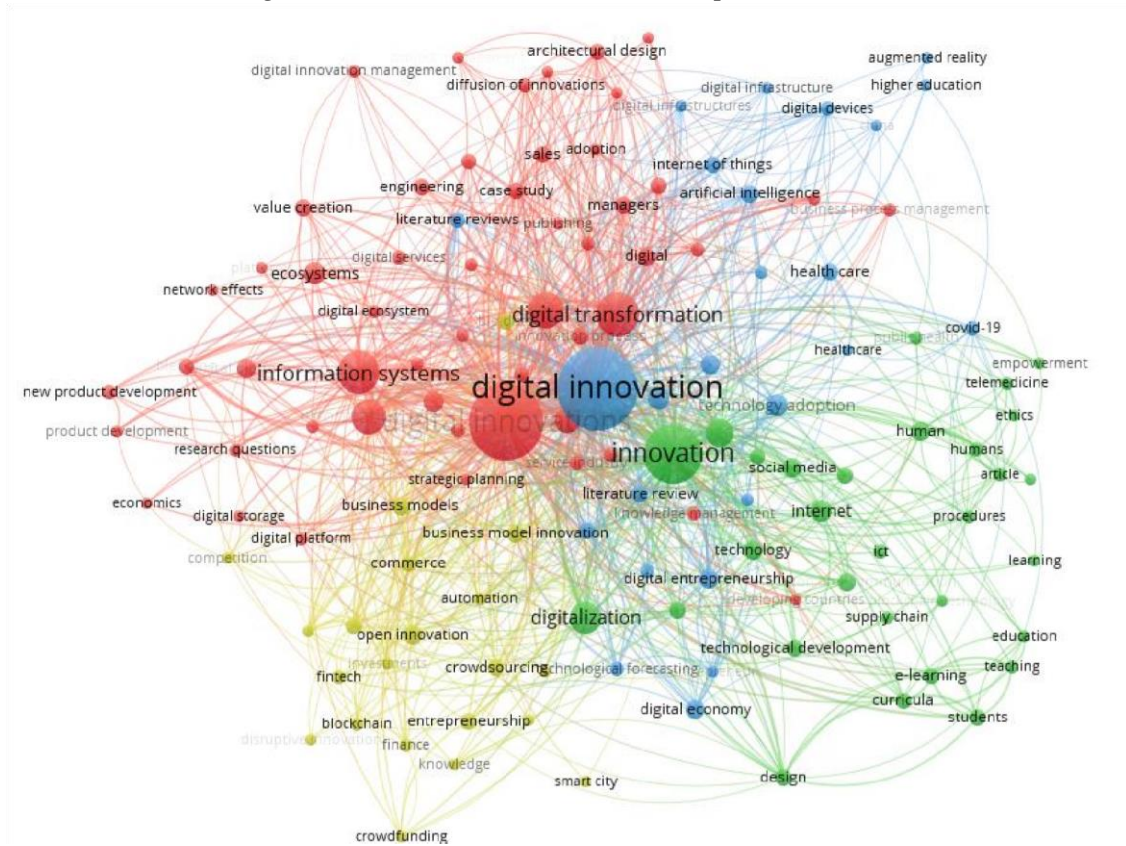 architectural design
augmented reality
digital innovation management
diffusion of innovations
digital infrastructure
higher education
digital infrastructures
digital devices
china
sales
adoption
internet of things
engineering
case study
artificial intelligence
value creation
literature reviews
publishing
managers
business process management
digital
digital services
ecosystems
health care
network effects
digital ecosystem
digital transformation
covid-19
innovation process
public health
healthcare
empowerment
information systems
digital innovation
telemedicine
new product development
technology adoption
ethics
digital innovations
product development
human
research questions
innovation
humans
service industry
social media
article
strategic planning
literature review
economics
business models
knowledge management
internet
procedures
digital storage
business model innovation
digital platform
technology
ict
competition
commerce
learning
digital entrepreneurship
automation
developing countries
digitalization
supply chain
open innovation
technological development
education
investments
crowdsourcing
technological forecasting
teaching
fintech
e-learning
curricula
digital economy
students
blockchain
entrepreneurship
disruptive innovation
finance
knowledge
smart city
design
crowdfunding